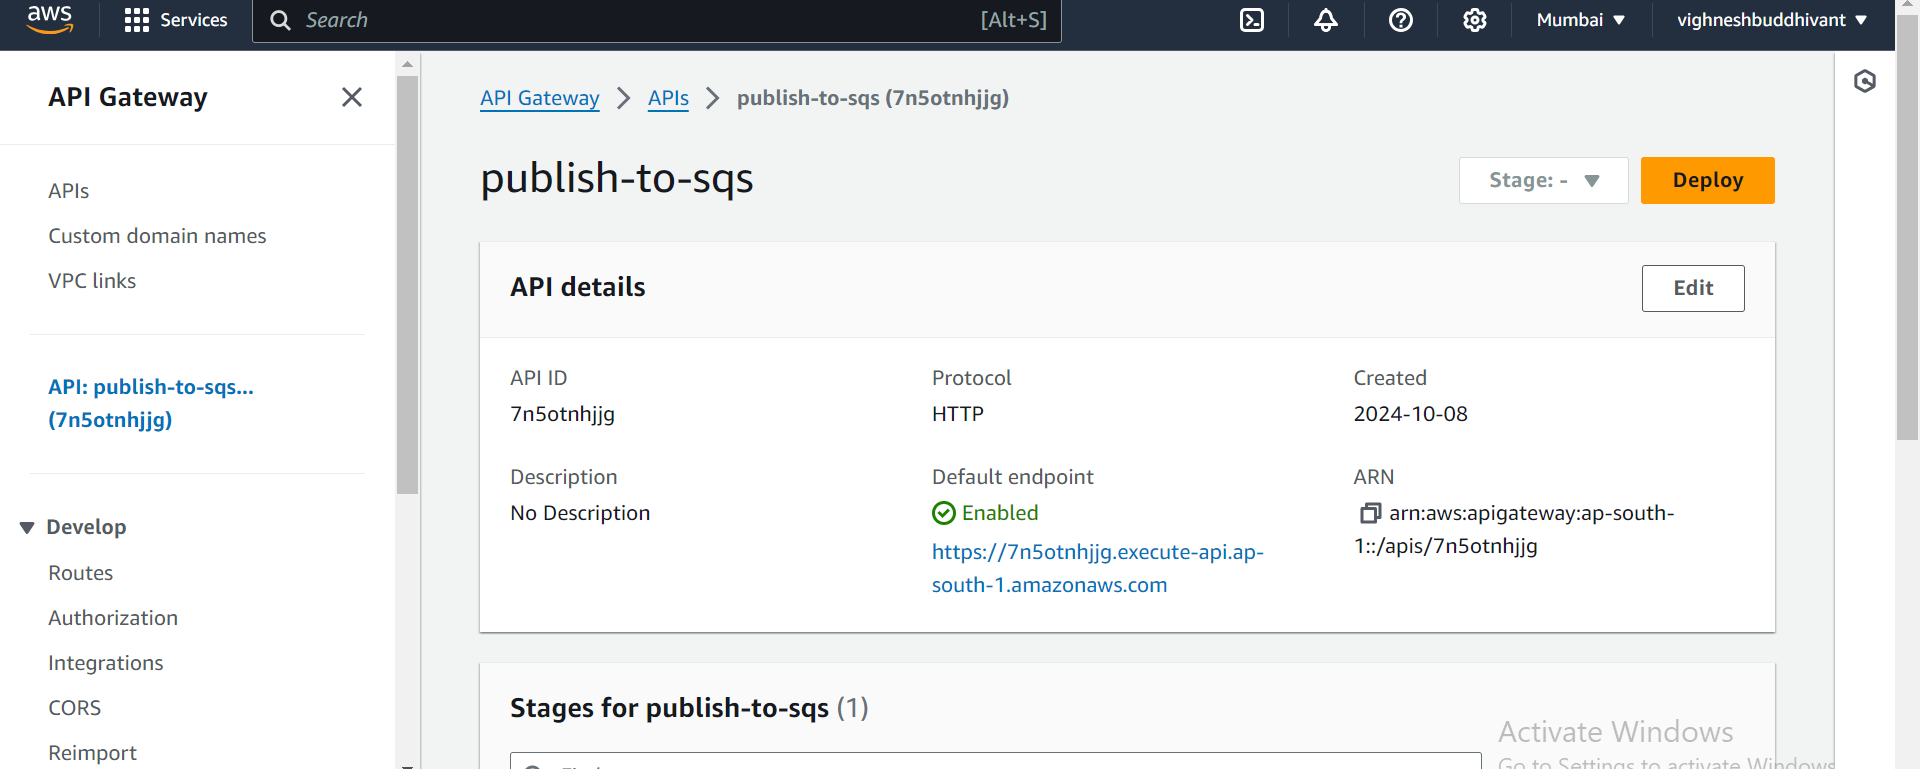 aws
Services
Search
[Alt+S]
Mumbai
vighneshbuddhivant
API Gateway
APIs
Custom domain names
VPC links
API: publish-to-sqs...
(7n5otnhjjg)
Develop
Routes
Authorization
Integrations
CORS
Reimport
API Gateway
APIs
publish-to-sqs (7n5otnhjjg)
publish-to-sqs
Stage: -
Deploy
API details
Edit
API ID
7n5otnhjjg
Protocol
HTTP
Created
2024-10-08
Description
No Description
Default endpoint
Enabled
https://7n5otnhjjg.execute-api.ap-
south-1.amazonaws.com
ARN
arn:aws:apigateway:ap-south-
1::/apis/7n5otnhjjg
Stages for publish-to-sqs (1)
Activate Windows
Go to Settings to activate Windows